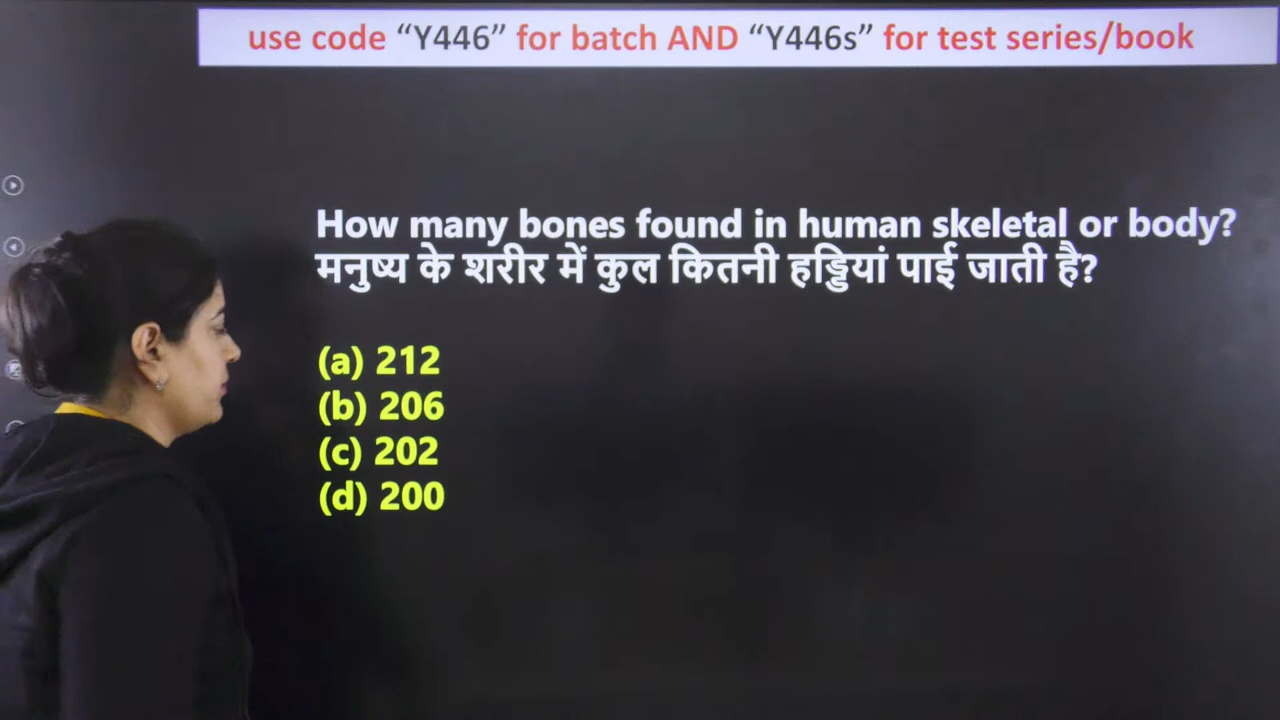 use code “Y446” for batch AND “Y446s” for test series/book
How many bones found in human skeletal or body?
मनुष्य के शरीर में कुल कितनी हड्डियां पाई जाती है?
(a) 212
(b) 206
(c) 202
(d) 200